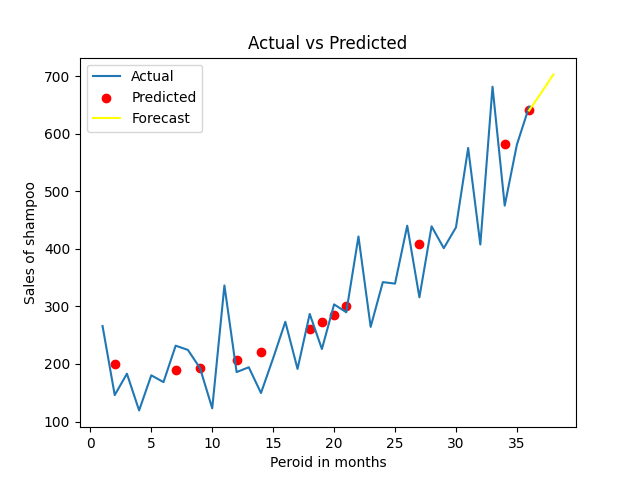 Actual vs Predicted
Actual
Predicted
Forecast
700
600
500
400
300
200
100
Sales of shampoo
0 5 10 15 20 25 30 35
Peroid in months